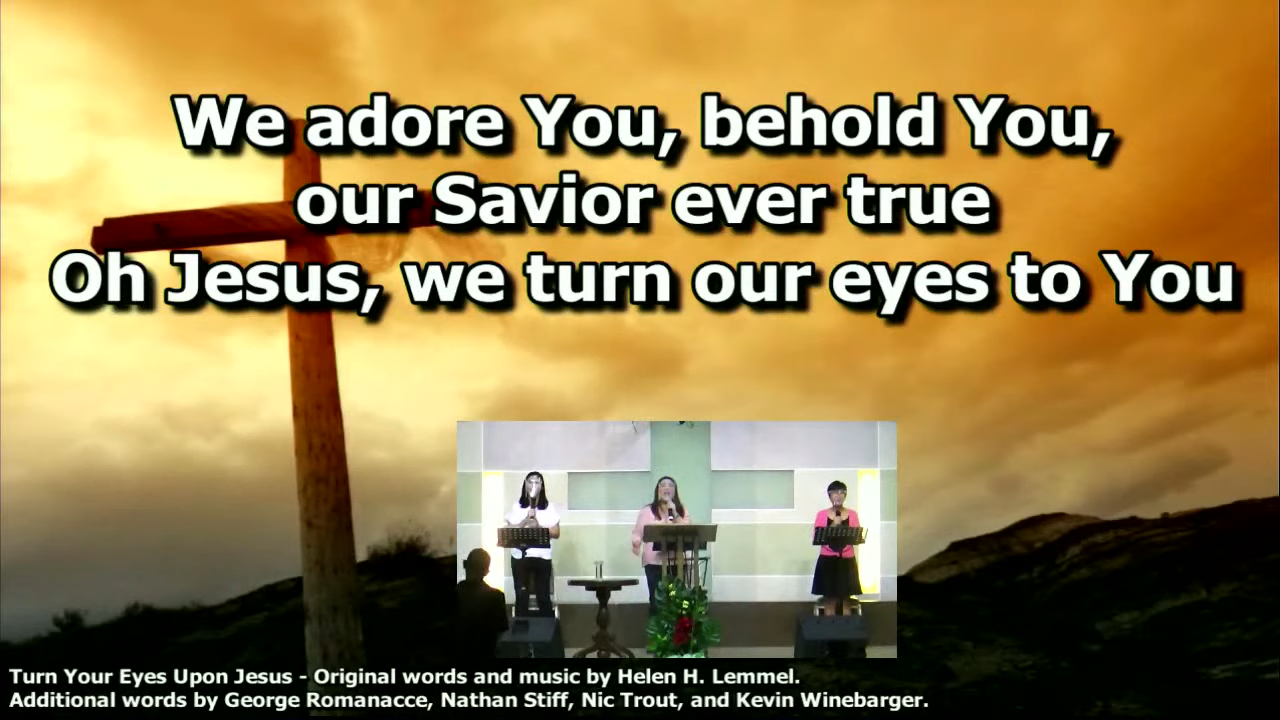 We adore You, behold You,
our Savior ever true
Oh Jesus, we turn our eyes to You
Turn Your Eyes Upon Jesus - Original words and music by Helen H. Lemmel.
Additional words by George Romanacce, Nathan Stiff, Nic Trout, and Kevin Winebarger.